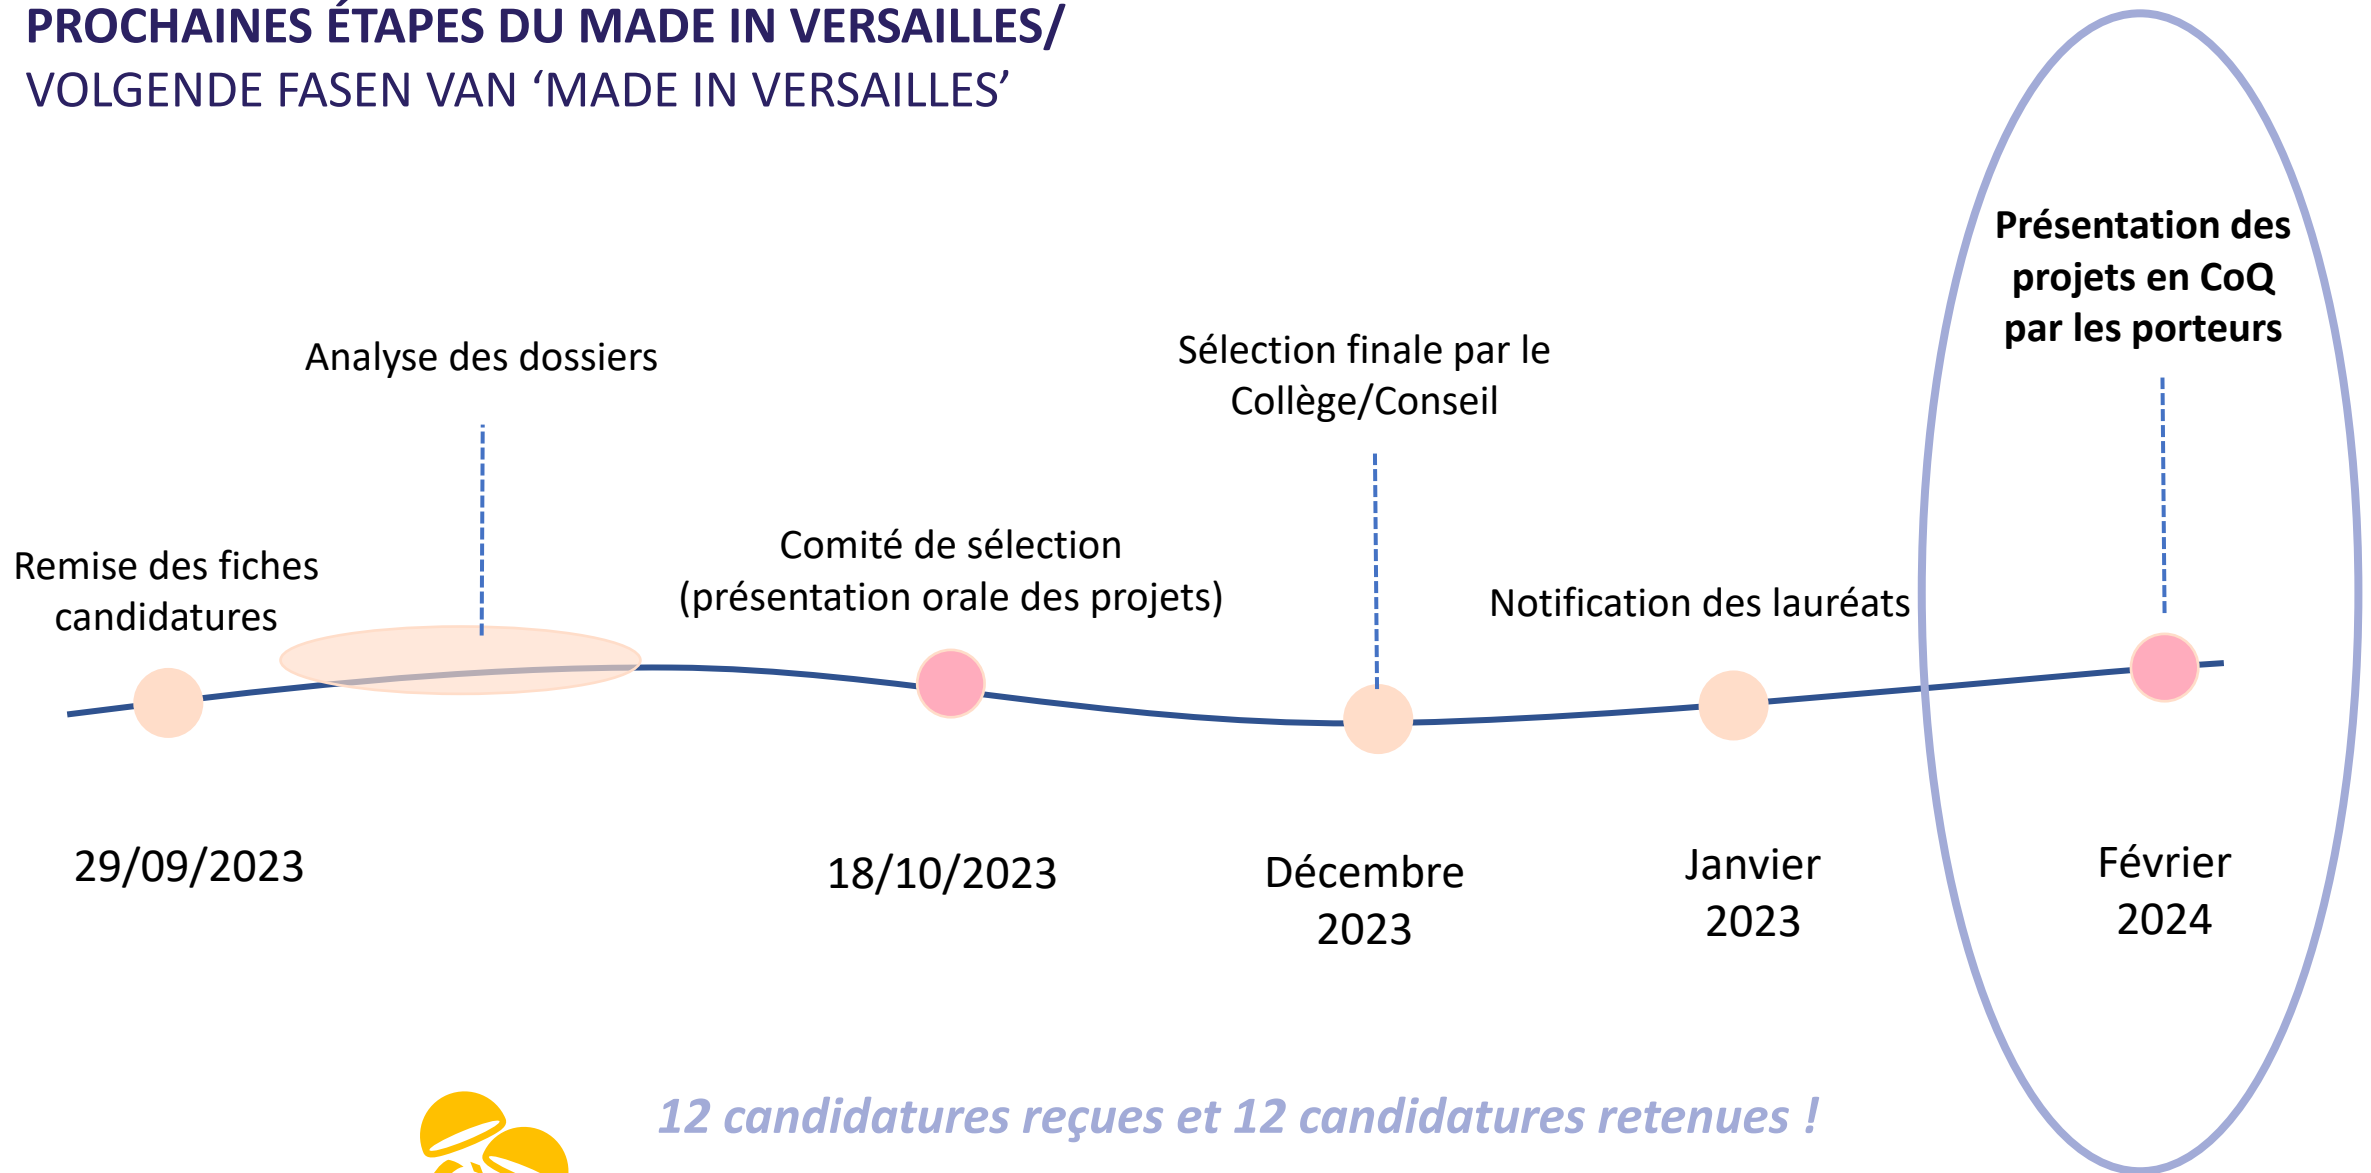 PROCHAINES ÉTAPES DU MADE IN VERSAILLES/
VOLGENDE FASEN VAN ‘MADE IN VERSAILLES’
Remise des fiches
candidatures
Analyse des dossiers
Comité de sélection
(présentation orale des projets)
Sélection finale par le
Collège/Conseil
Notification des lauréats
Présentation des
projets en CoQ
par les porteurs
29/09/2023
18/10/2023
Décembre
2023
Janvier
2023
Février
2024
12 candidatures reçues et 12 candidatures retenues !